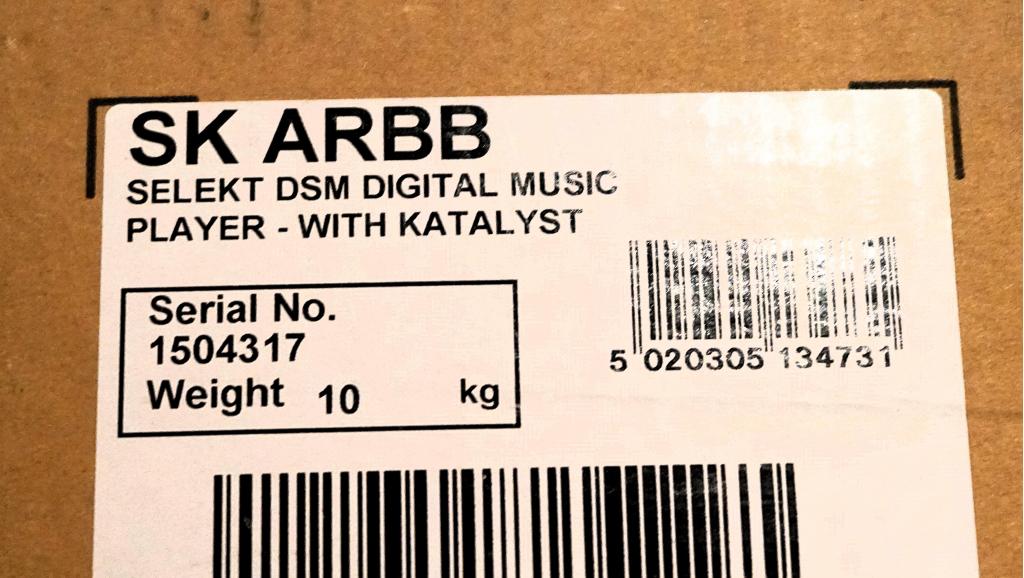 SK ARBB
SELEKT DSM DIGITAL MUSIC
PLAYER - WITH KATALYST
Serial No.
1504317
Weight 10 kg
5 020305 134731